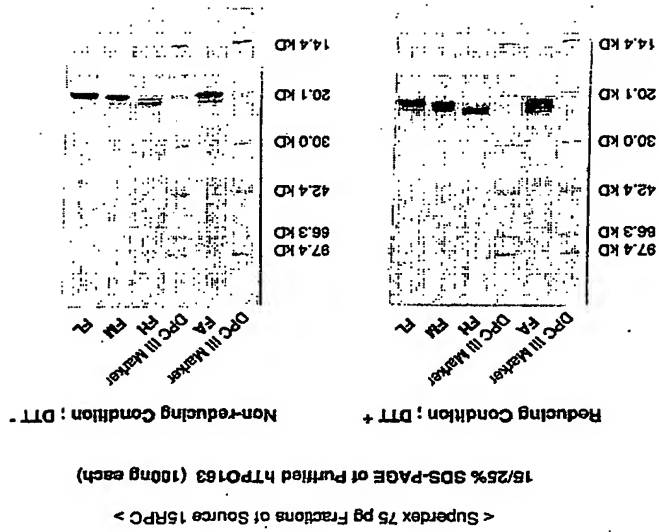 < Superdex 75 pg Fractions of Source 15RPC >
15/25% SDS-PAGE of Purified hTPO163 (100ng each)
Reducing Condition ; DTT +
DPC III Marker
FA
DPC III Marker
FH
FM
FL
97.4 kD
66.3 kD
42.4 kD
30.0 kD
20.1 kD
14.4 kD
Non-reducing Condition ; DTT -
DPC III Marker
FA
DPC III Marker
FH
FM
FL
97.4 kD
66.3 kD
42.4 kD
30.0 kD
20.1 kD
14.4 kD